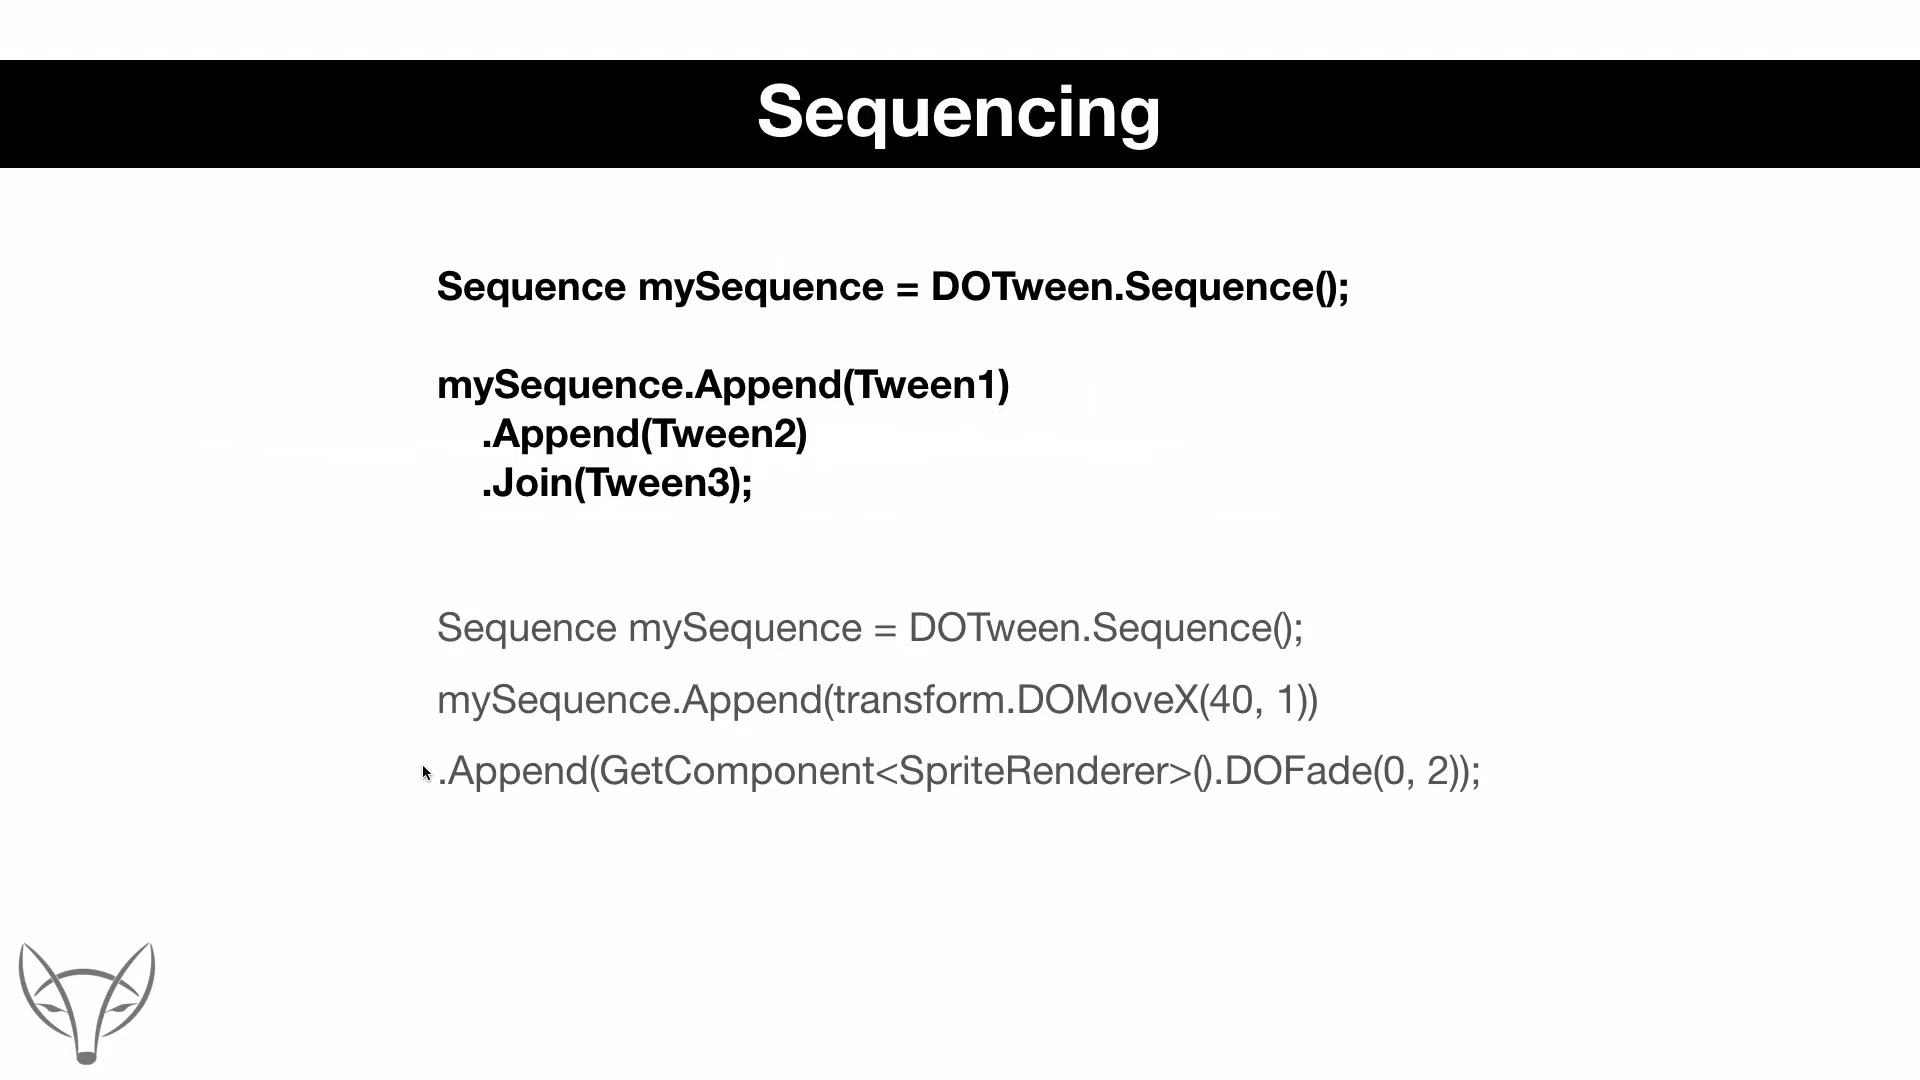 Sequencing
Sequence mySequence = DOTween.Sequence();
mySequence.Append(Tween1)
.Append(Tween2)
.Join(Tween3);
Sequence mySequence = DOTween.Sequence();
mySequence.Append(transform.DOMoveX(40, 1))
.Append(GetComponent<SpriteRenderer>().DOFade(0, 2));